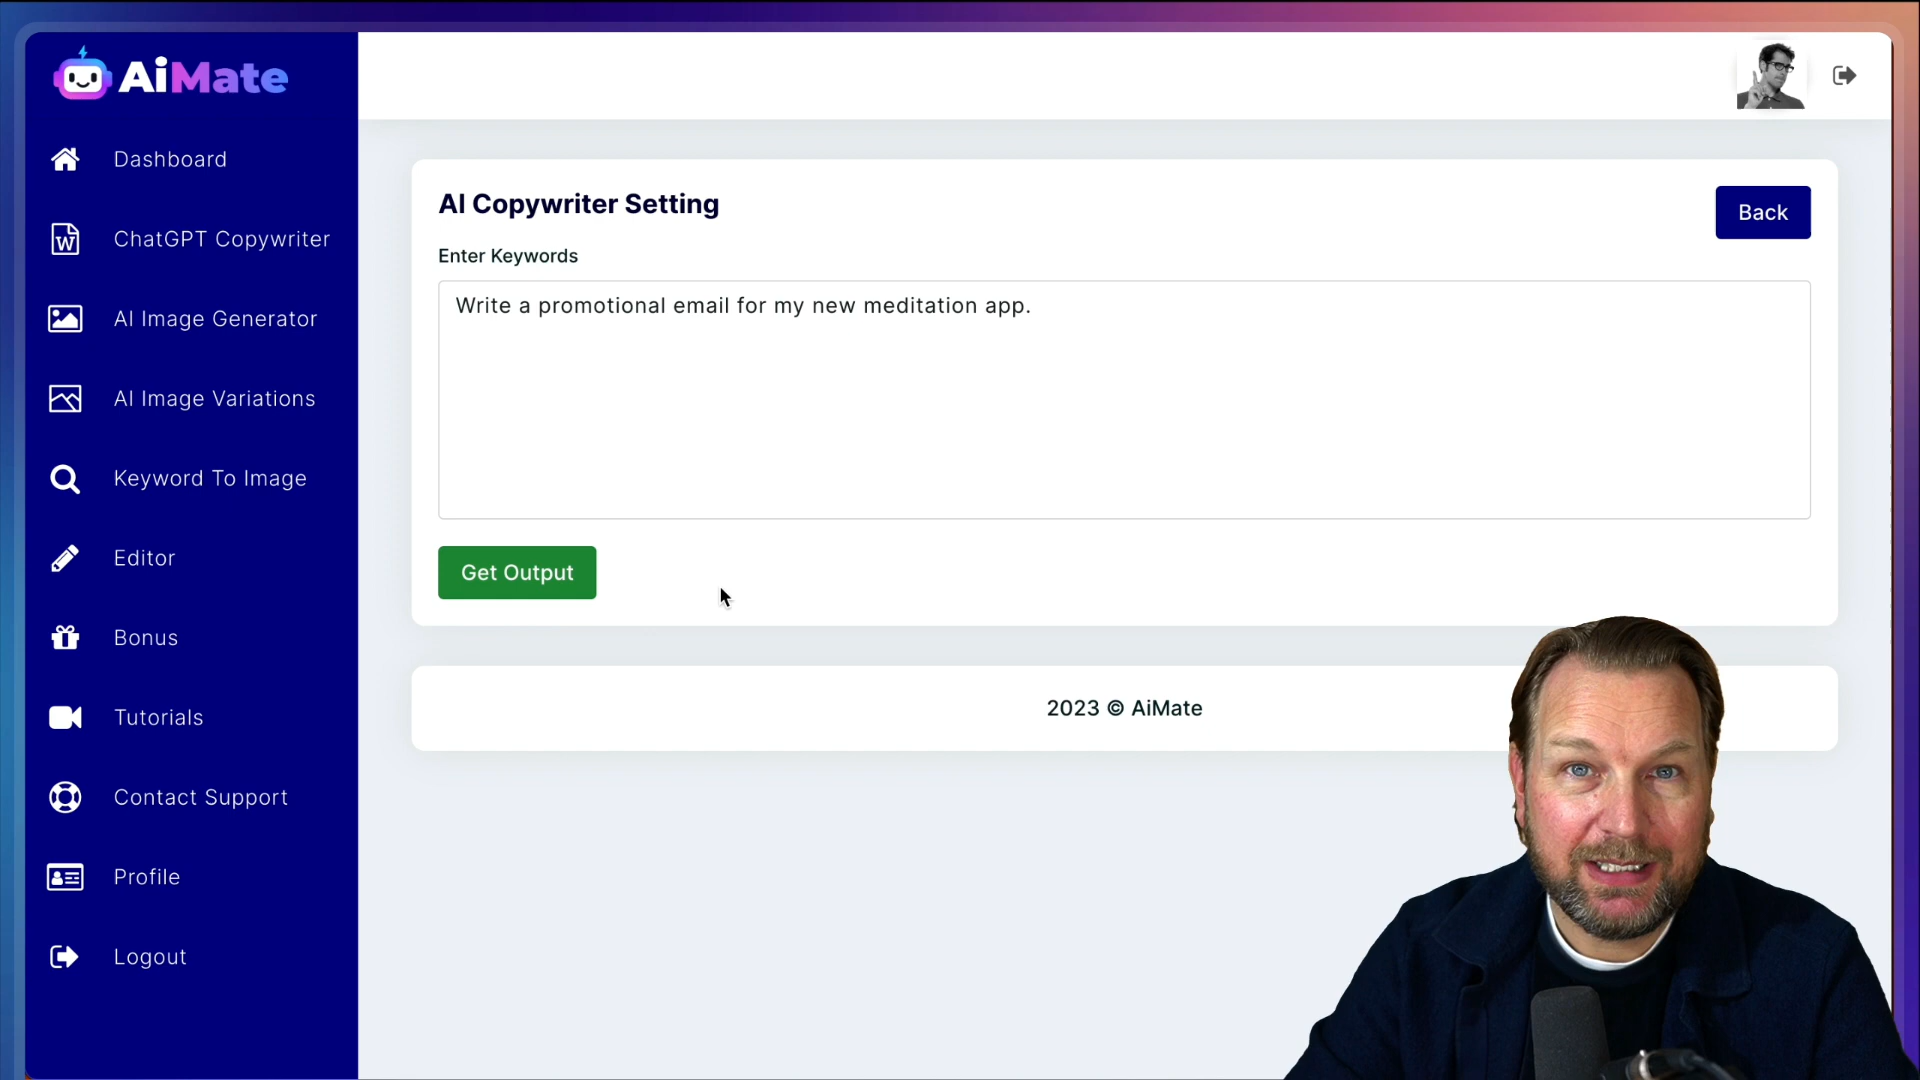 AiMate
Dashboard
ChatGPT Copywriter
AI Image Generator
AI Image Variations
Keyword To Image
Editor
Bonus
Tutorials
Contact Support
Profile
Logout
AI Copywriter Setting
Back
Enter Keywords
Write a promotional email for my new meditation app.
Get Output
2023 © AiMate